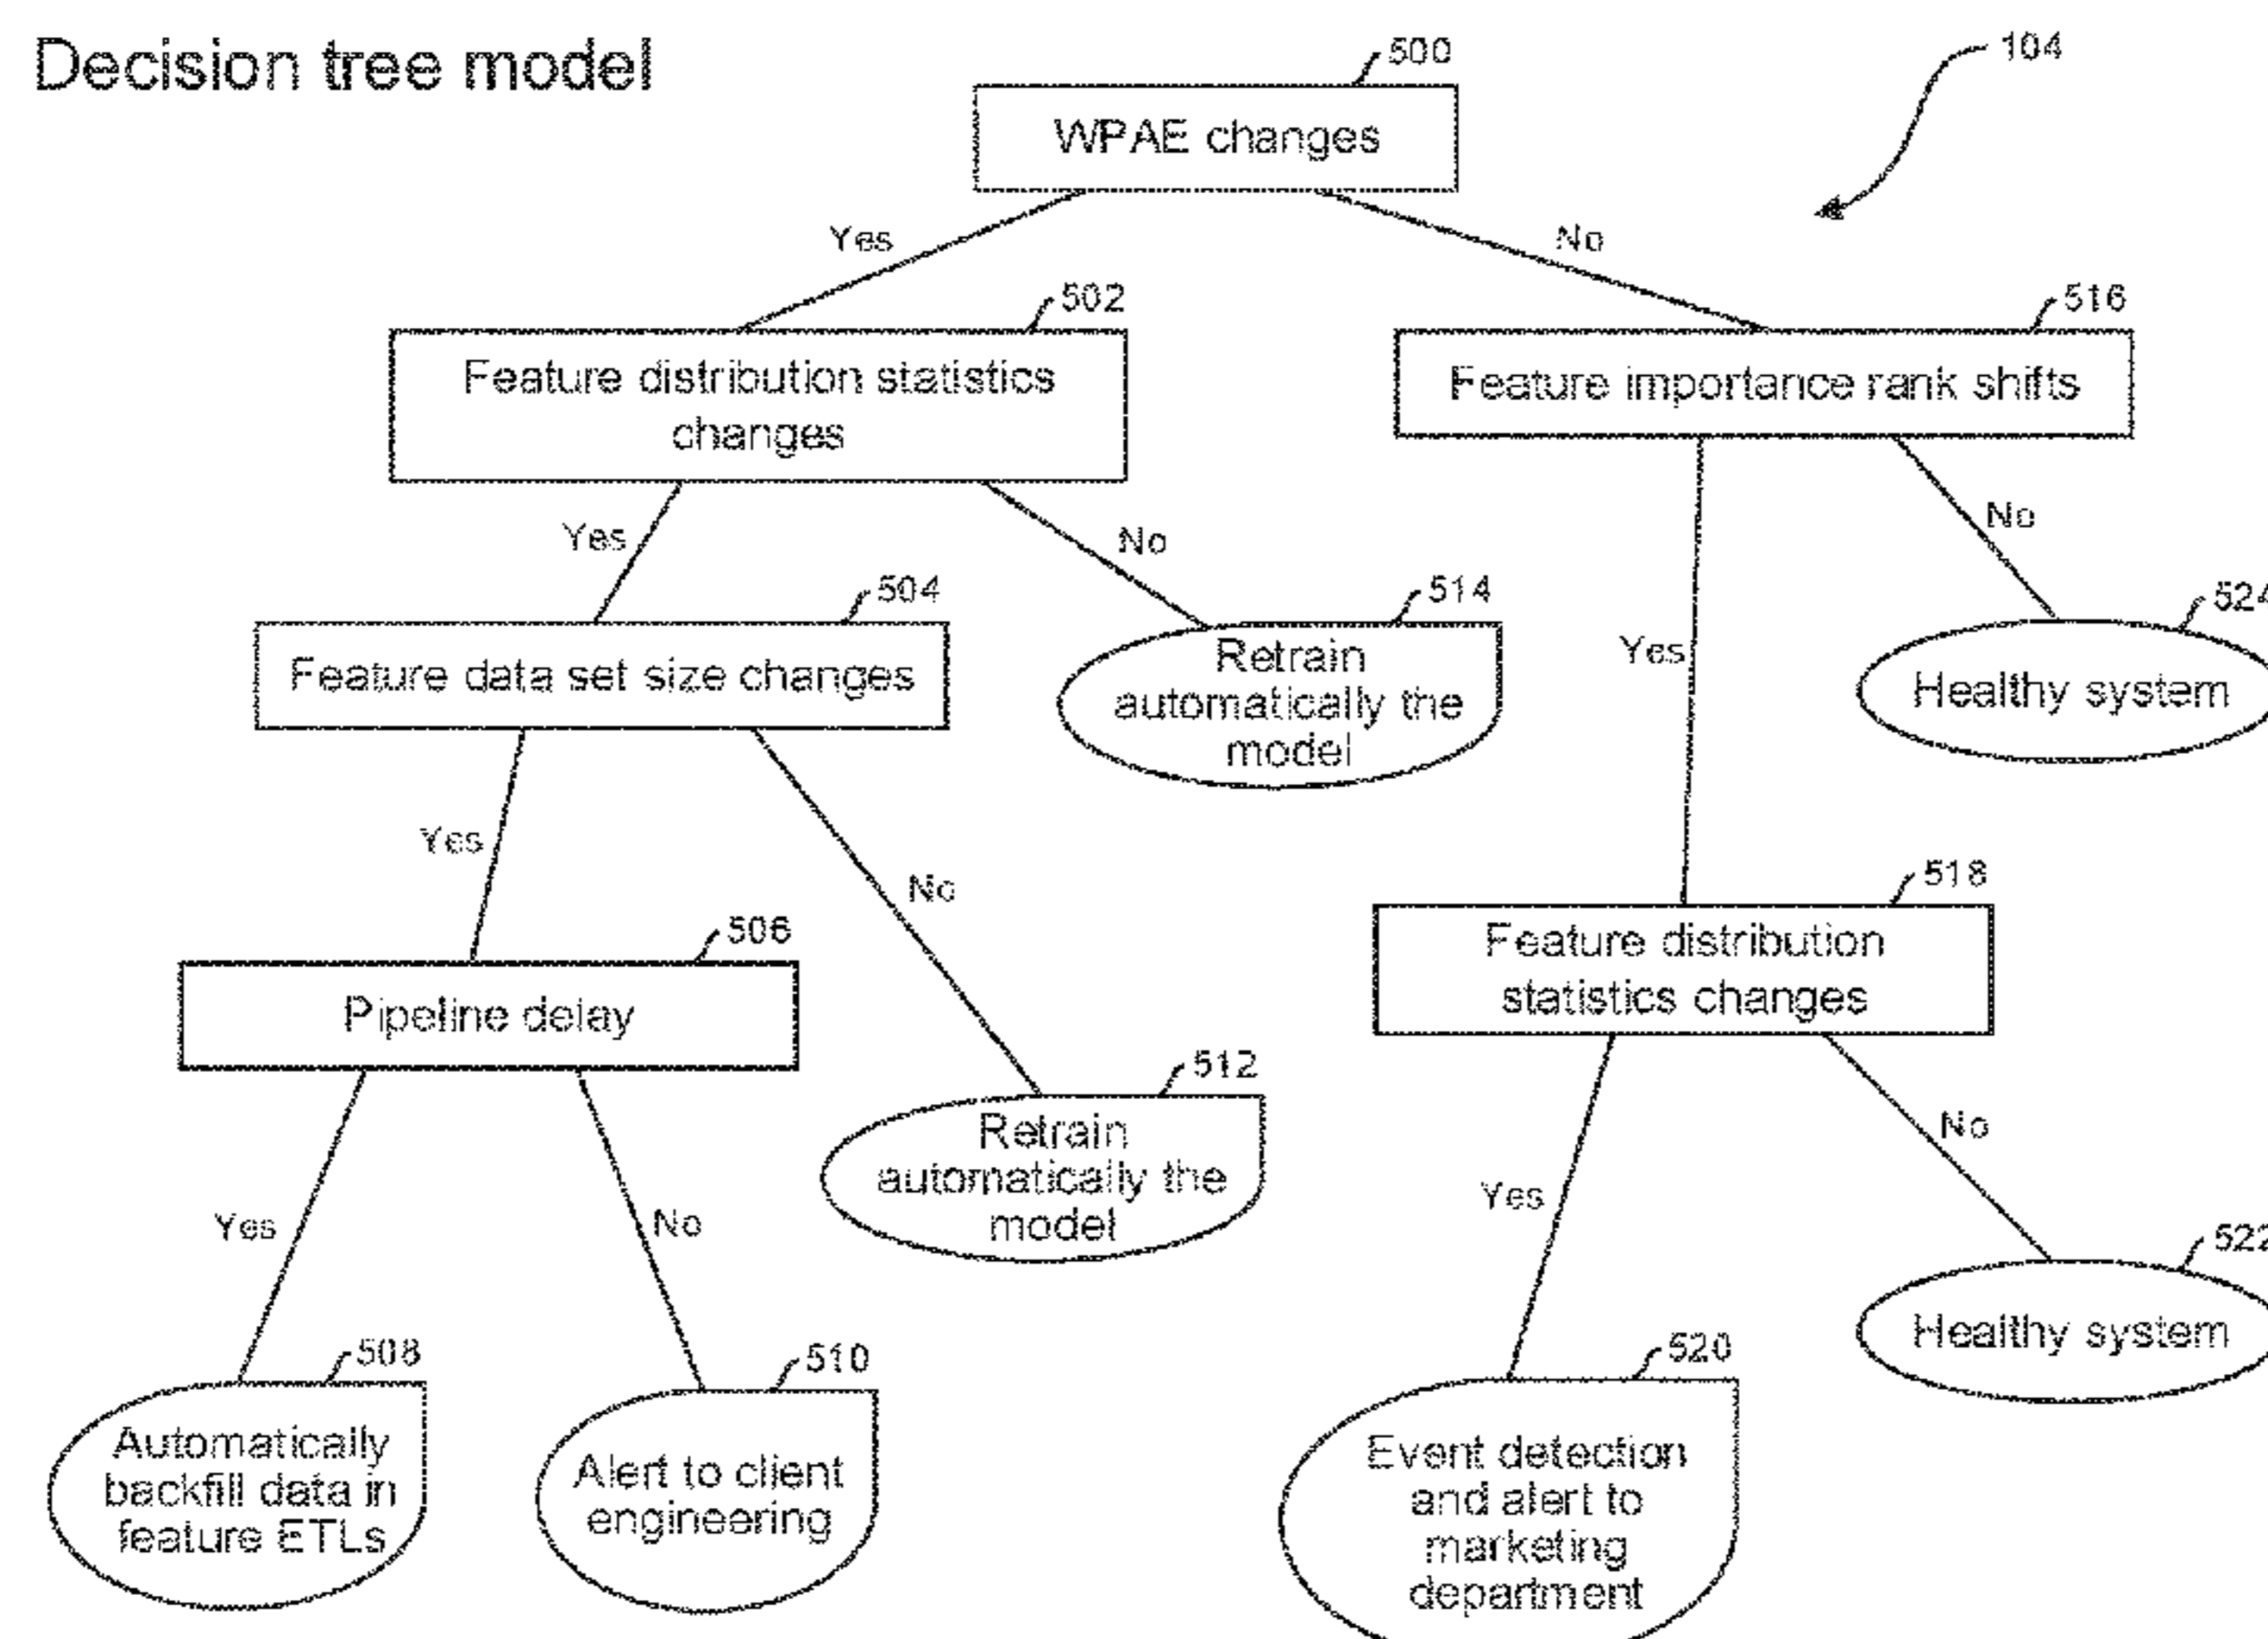 Decision tree model
500
104
WPAE changes
Yes
No
502
516
Feature distribution statistics
changes
Feature importance rank shifts
Yes
No
No
504
514
524
Feature data set size changes
Retrain
automatically the
model
Yes
Healthy system
Yes
No
506
518
Pipeline delay
Feature distribution
statistics changes
512
Retrain
automatically the
model
No
Yes
No
Yes
522
Healthy system
508
510
520
Automatically
backfill data in
feature ETLs
Alert to client
engineering
Event detection
and alert to
marketing
department